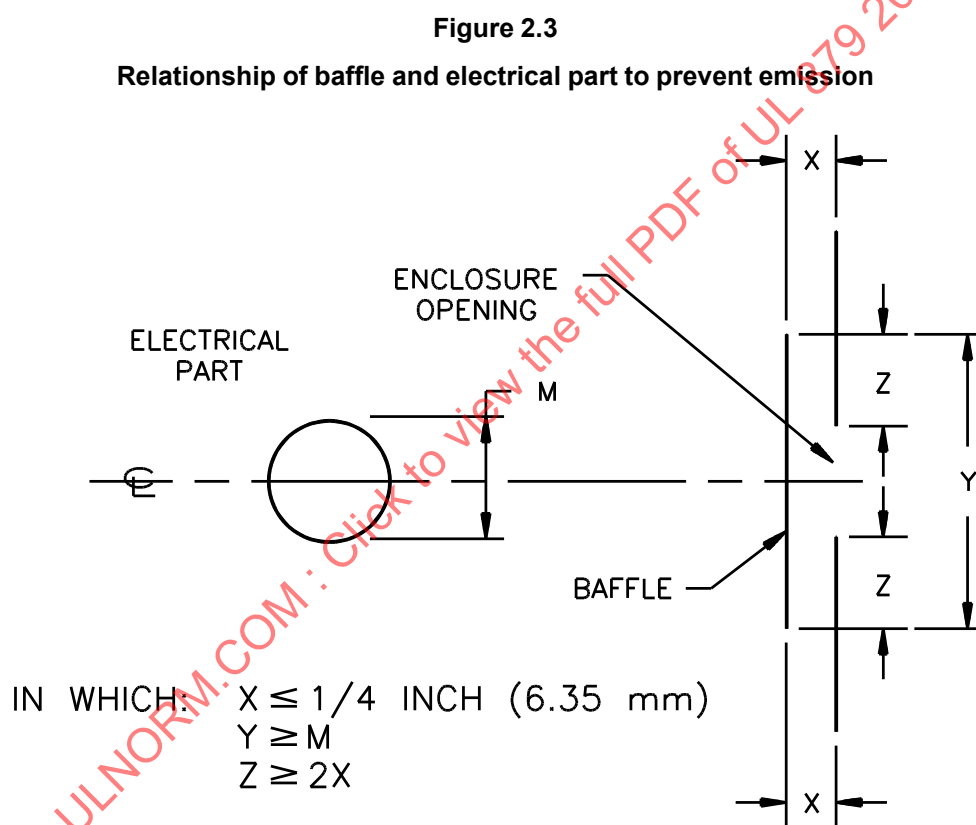 Figure 2.3
Relationship of baffle and electrical part to prevent emission
X
ENCLOSURE
OPENING
ELECTRICAL
PART
M
Z
Y
BAFFLE
Z
IN WHICH: X ≤ 1/4 INCH (6.35 mm)
Y ≥ M
Z ≥ 2X
X
CL
ULNORM.COM : Click to view the full PDF of UL 879 20